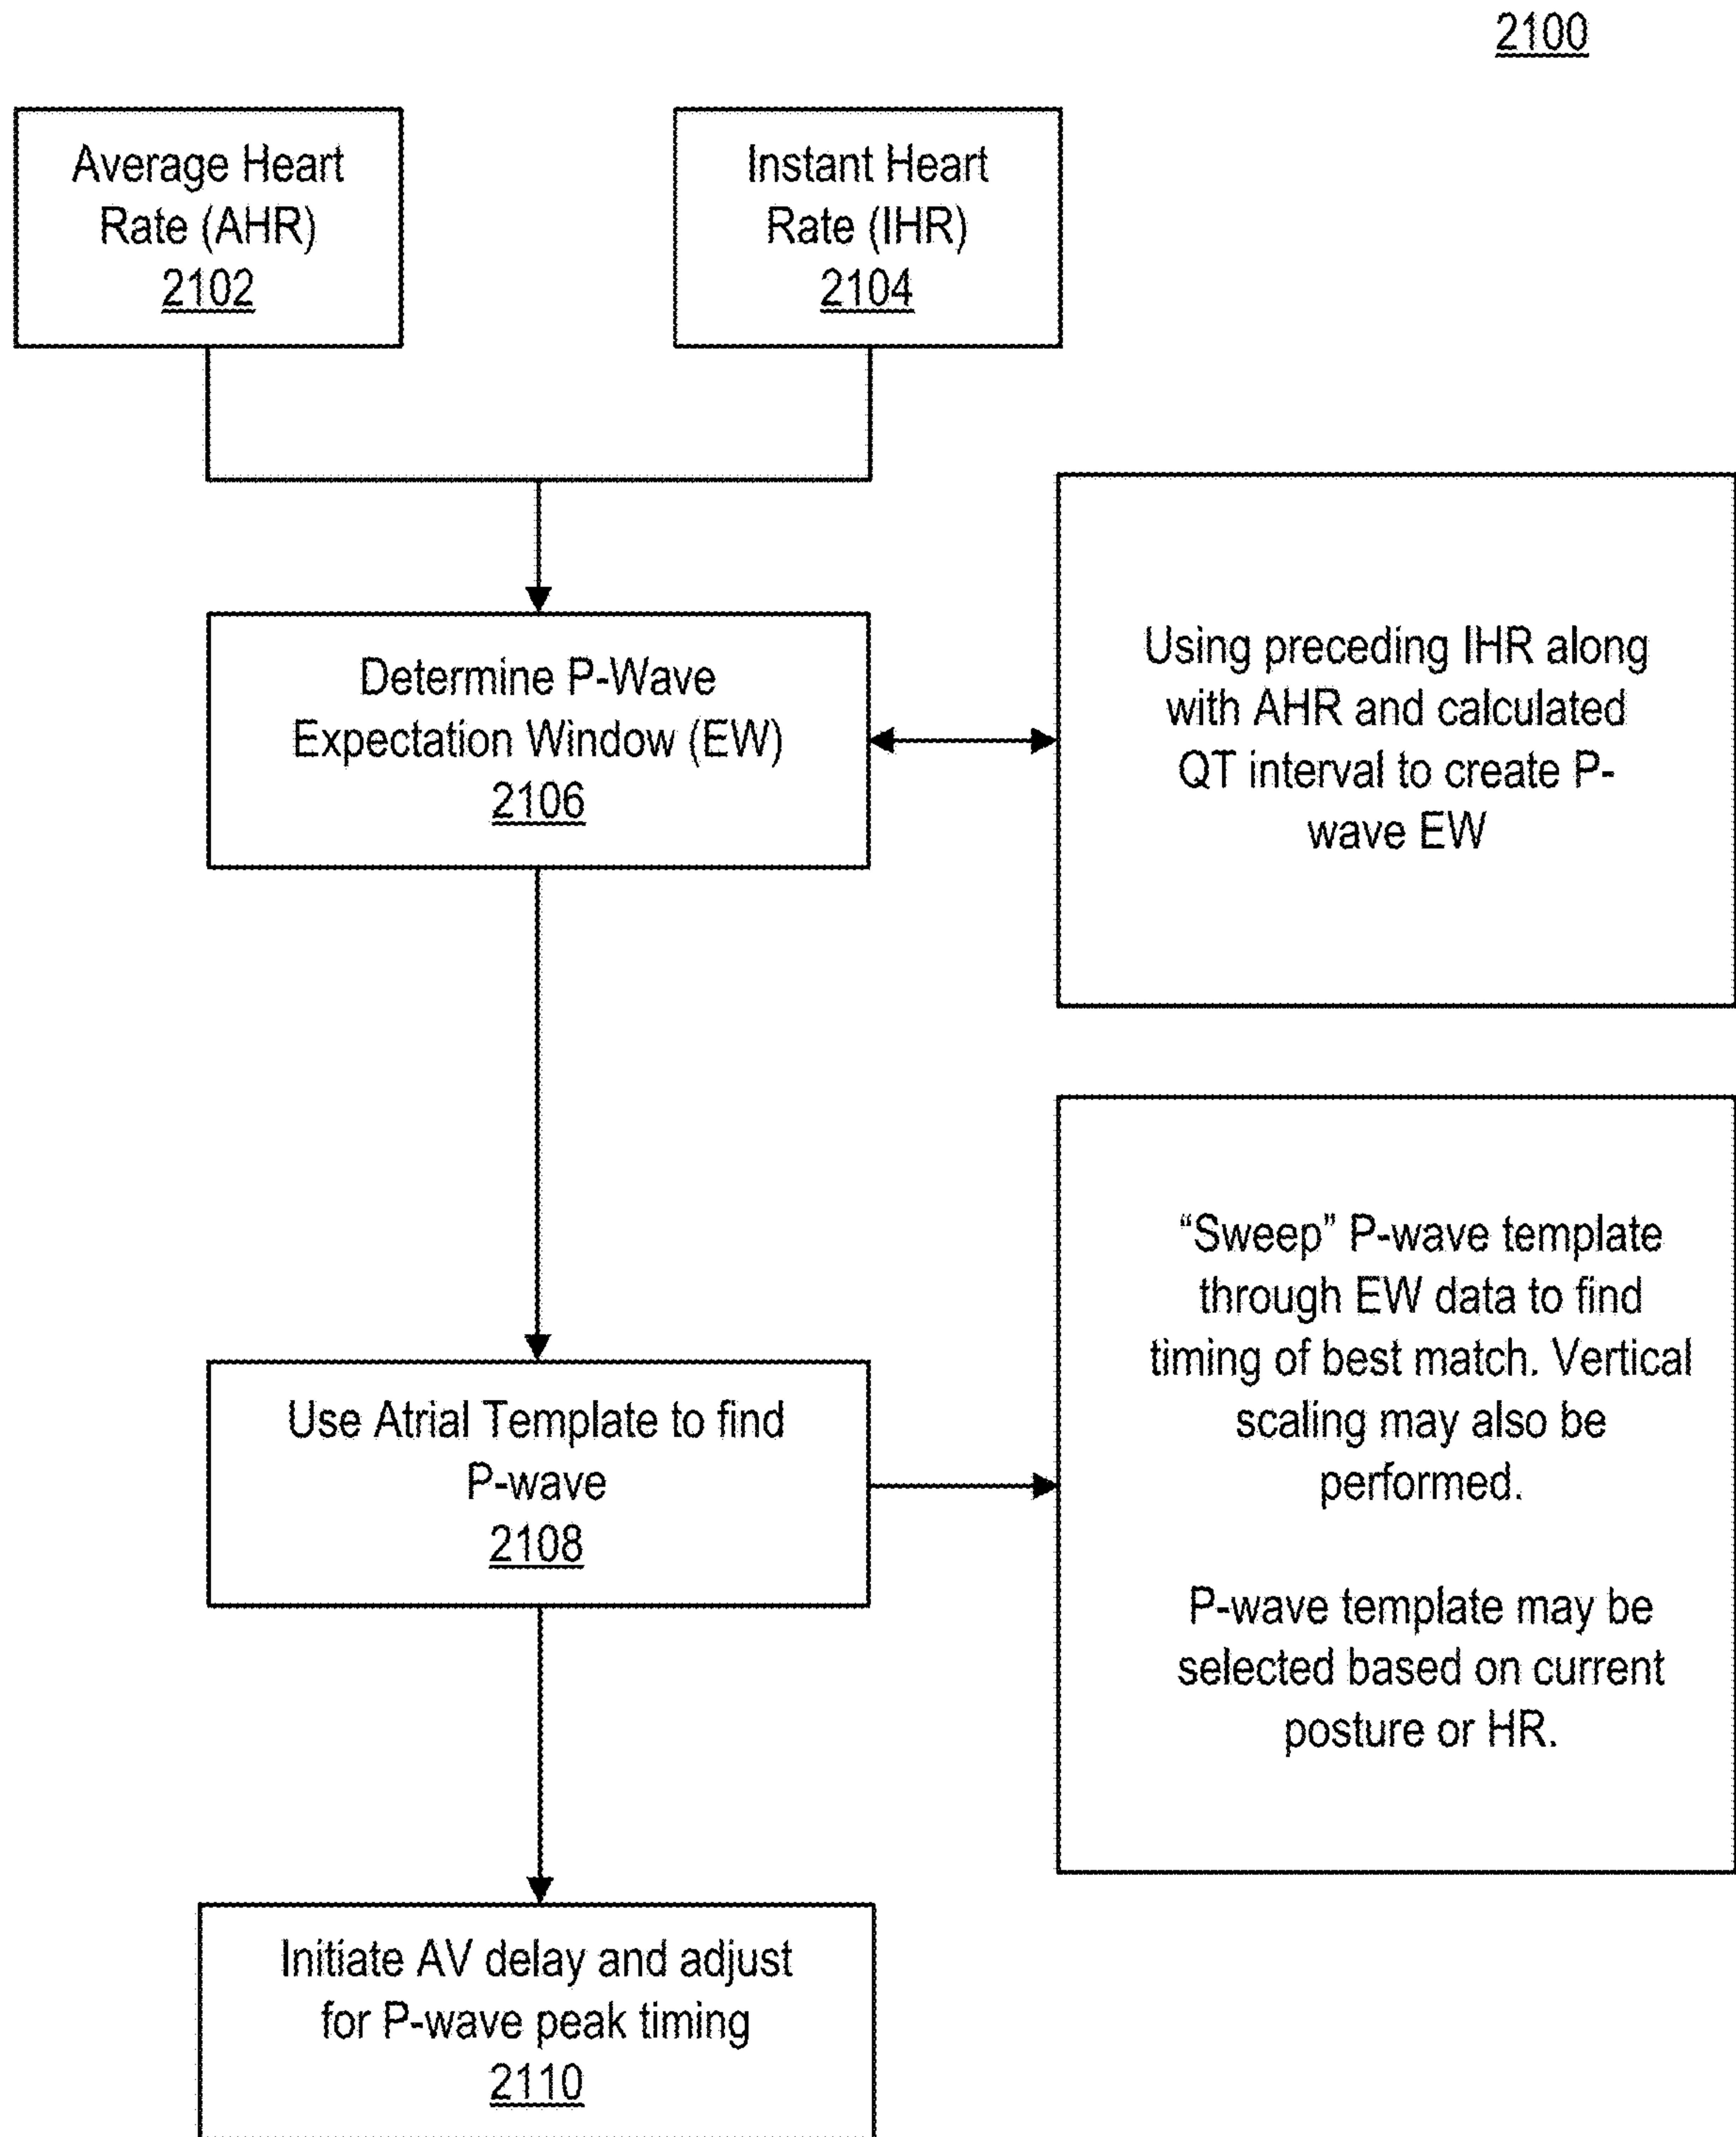 2100
Average Heart
Rate (AHR)
2102
Instant Heart
Rate (IHR)
2104
Determine P-Wave
Expectation Window (EW)
2106
Using preceding IHR along
with AHR and calculated
QT interval to create P-
wave EW
Use Atrial Template to find
P-wave
2108
“Sweep” P-wave template
through EW data to find
timing of best match. Vertical
scaling may also be
performed.
P-wave template may be
selected based on current
posture or HR.
Initiate AV delay and adjust
for P-wave peak timing
2110